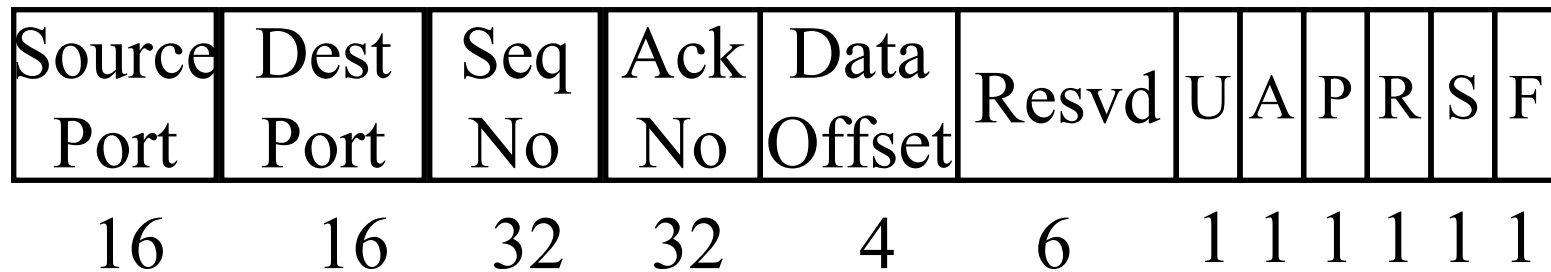 Source Dest Seq Ack Data Resvd U A P R S F
Port Port No No Offset
16 16 32 32 4 6 1 1 1 1 1 1